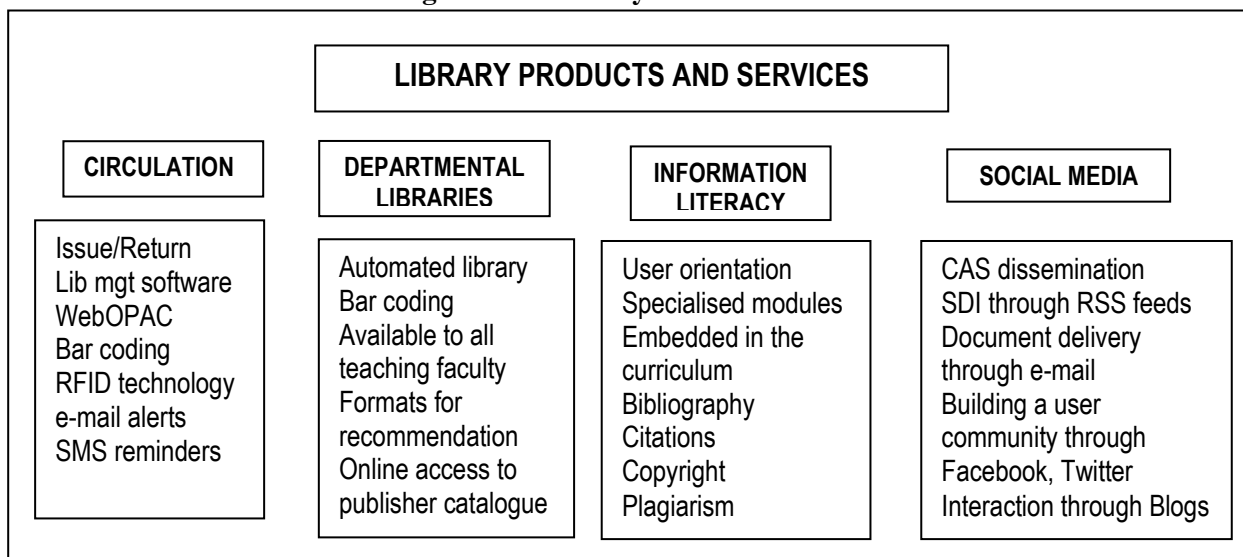 LIBRARY PRODUCTS AND SERVICES
CIRCULATION
Issue/Return
Lib mgt software
WebOPAC
Bar coding
RFID technology
e-mail alerts
SMS reminders
DEPARTMENTAL
LIBRARIES
Automated library
Bar coding
Available to all
teaching faculty
Formats for
recommendation
Online access to
publisher catalogue
INFORMATION
LITERACY
User orientation
Specialised modules
Embedded in the
curriculum
Bibliography
Citations
Copyright
Plagiarism
SOCIAL MEDIA
CAS dissemination
SDI through RSS feeds
Document delivery
through e-mail
Building a user
community through
Facebook, Twitter
Interaction through Blogs